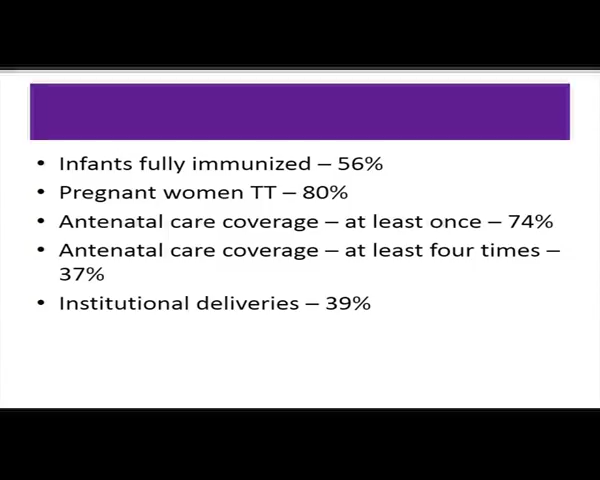 • Infants fully immunized – 56%
• Pregnant women TT – 80%
• Antenatal care coverage – at least once – 74%
• Antenatal care coverage – at least four times –
37%
• Institutional deliveries – 39%